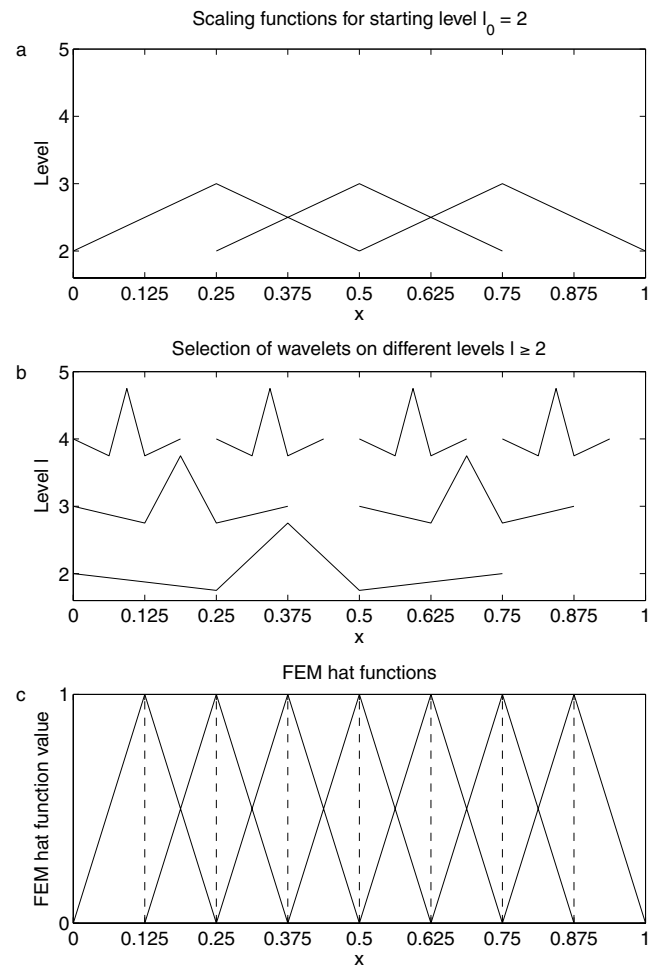 Scaling functions for starting level l0 = 2
a
5
4
3
2
Level
0 0.125 0.25 0.375 0.5 0.625 0.75 0.875 1
x
Selection of wavelets on different levels l ≥ 2
b
5
4
3
2
Level l
0 0.125 0.25 0.375 0.5 0.625 0.75 0.875 1
x
FEM hat functions
c
1
0
FEM hat function value
0 0.125 0.25 0.375 0.5 0.625 0.75 0.875 1
x